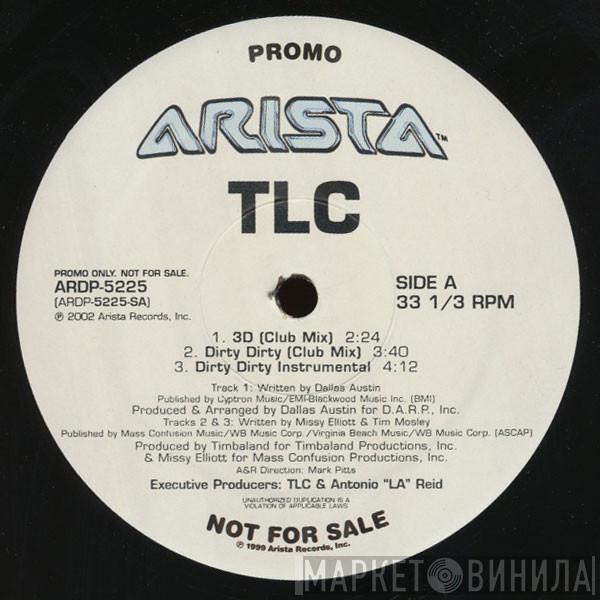 PROMO
ARISTA™
TLC
PROMO ONLY. NOT FOR SALE.
ARDP-5225
(ARDP-5225-SA)
℗ 2002 Arista Records, Inc.
SIDE A
33 1/3 RPM
1. 3D (Club Mix) 2:24
2. Dirty Dirty (Club Mix) 3:40
3. Dirty Dirty Instrumental 4:12
Track 1: Written by Dallas Austin
Published by Cyptron Music/EMI-Blackwood Music Inc. (BMI)
Produced & Arranged by Dallas Austin for D.A.R.P., Inc.
Tracks 2 & 3: Written by Missy Elliott & Tim Mosley
Published by Mass Confusion Music/WB Music Corp./Virginia Beach Music/WB Music Corp. (ASCAP)
Produced by Timbaland for Timbaland Productions, Inc.
& Missy Elliott for Mass Confusion Productions, Inc.
A&R Direction: Mark Pitts
Executive Producers: TLC & Antonio "LA" Reid
UNAUTHORIZED DUPLICATION IS A
VIOLATION OF APPLICABLE LAWS
NOT FOR SALE
℗ 1999 Arista Records, Inc.
МАРКЕТ ВИНИЛА